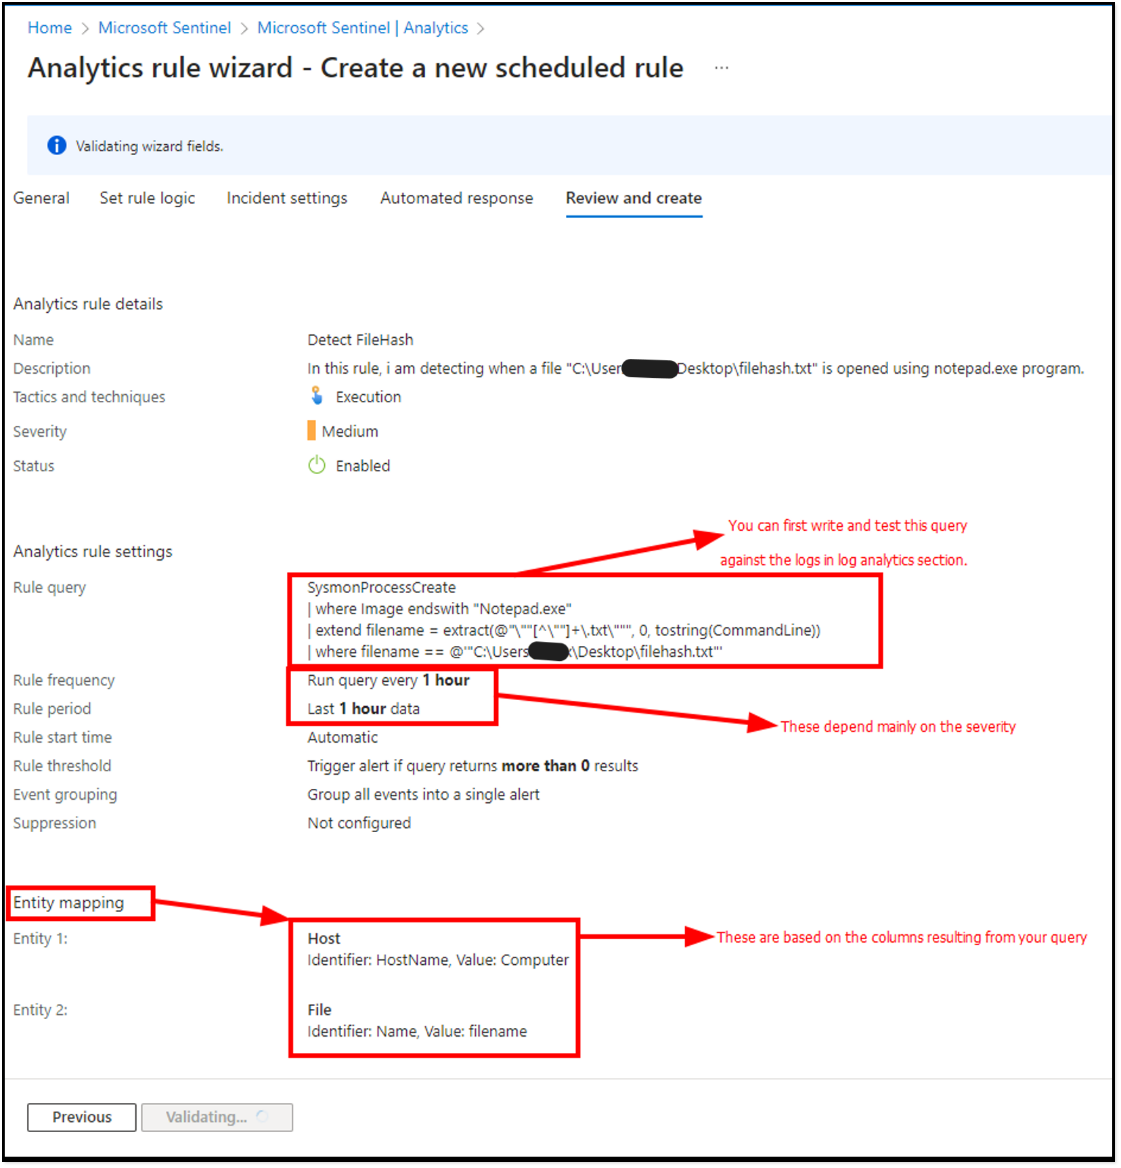 Home > Microsoft Sentinel > Microsoft Sentinel | Analytics >
Analytics rule wizard - Create a new scheduled rule ...
Validating wizard fields.
General Set rule logic Incident settings Automated response Review and create
Analytics rule details
Name Detect FileHash
Description In this rule, i am detecting when a file "C:\User Desktop\filehash.txt" is opened using notepad.exe program.
Tactics and techniques Execution
Severity Medium
Status Enabled
You can first write and test this query
against the logs in log analytics section.
Analytics rule settings
Rule query SysmonProcessCreate
| where Image endswith "Notepad.exe"
| extend filename = extract(@"\""[^\""]+\.txt\""", 0, tostring(CommandLine))
| where filename == @'"C:\Users \Desktop\filehash.txt"'
Rule frequency Run query every 1 hour
Rule period Last 1 hour data
These depend mainly on the severity
Rule start time Automatic
Rule threshold Trigger alert if query returns more than 0 results
Event grouping Group all events into a single alert
Suppression Not configured
Entity mapping
Entity 1: Host
Identifier: HostName, Value: Computer
These are based on the columns resulting from your query
Entity 2: File
Identifier: Name, Value: filename
Previous Validating...